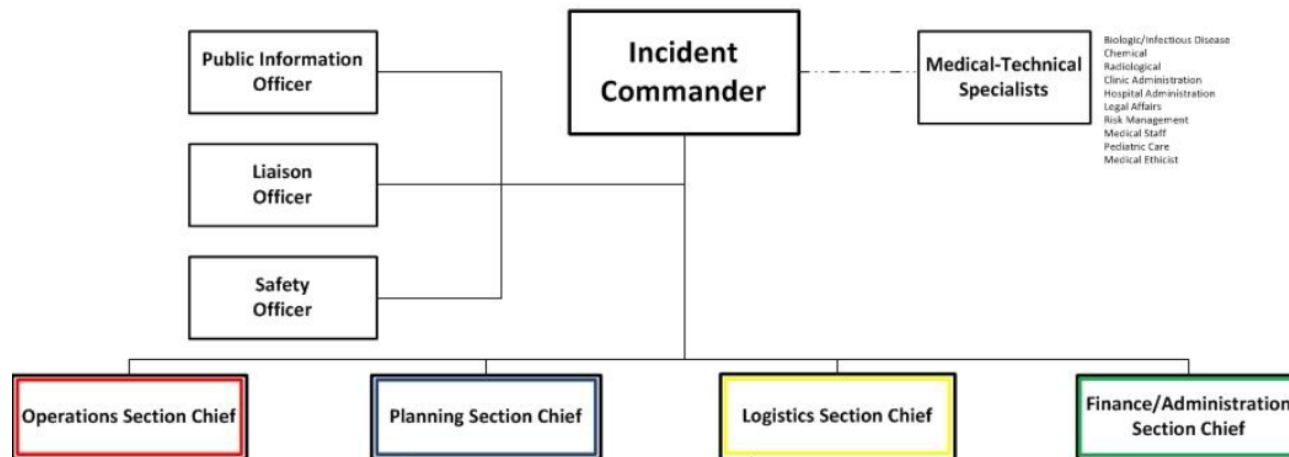 Public Information
Officer
Incident
Commander
Medical-Technical
Specialists
Biologic/Infectious Disease
Chemical
Radiological
Clinic Administration
Hospital Administration
Legal Affairs
Risk Management
Medical Staff
Pediatric Care
Medical Ethicist
Liaison
Officer
Safety
Officer
Operations Section Chief
Planning Section Chief
Logistics Section Chief
Finance/Administration
Section Chief